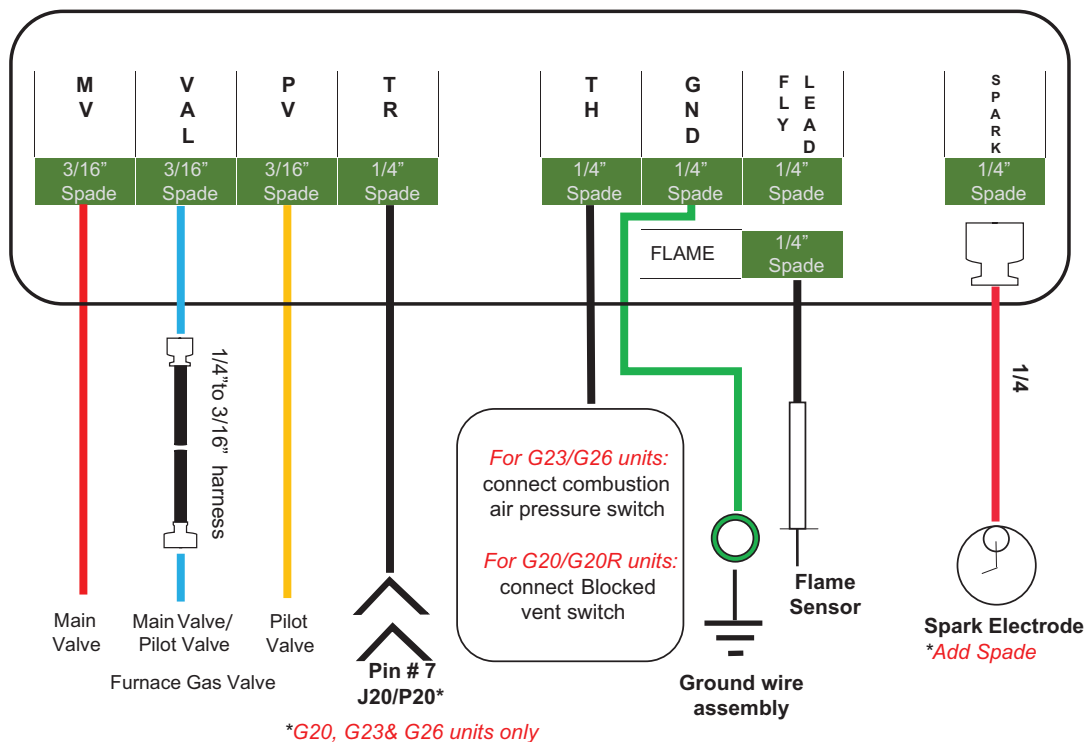 MV
VAL
PV
TR
TH
GND
FLY LEAD
SPARK
3/16”
Spade
3/16”
Spade
3/16”
Spade
1/4”
Spade
1/4”
Spade
1/4”
Spade
1/4”
Spade
1/4”
Spade
FLAME
1/4”
Spade
1/4”to 3/16” harness
1/4
For G23/G26 units:
connect combustion
air pressure switch
For G20/G20R units:
connect Blocked
vent switch
Main
Valve
Main Valve/
Pilot Valve
Pilot
Valve
Furnace Gas Valve
Pin # 7
J20/P20*
*G20, G23& G26 units only
Ground wire
assembly
Flame
Sensor
Spark Electrode
*Add Spade